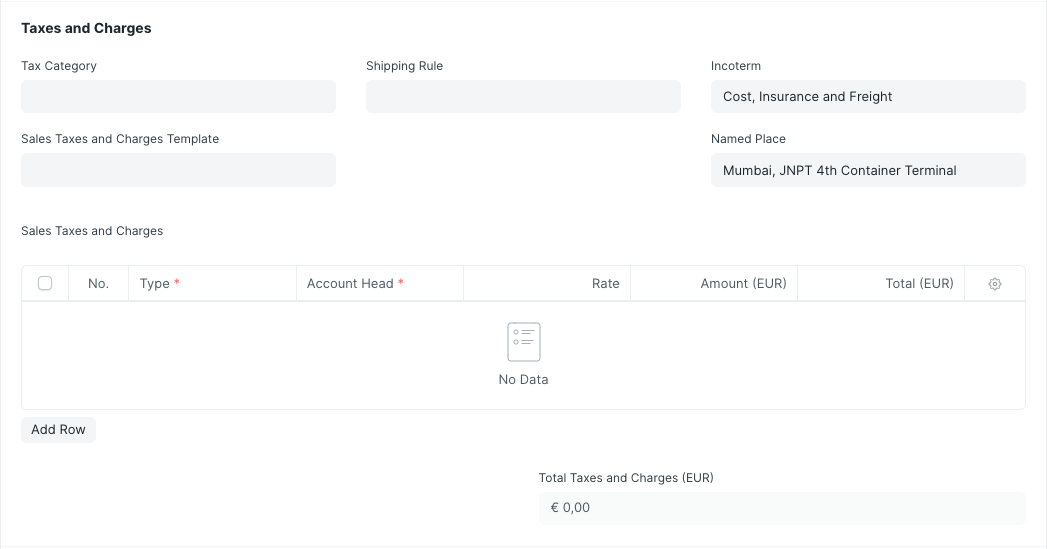 Taxes and Charges
Tax Category
Shipping Rule
Incoterm
Cost, Insurance and Freight
Sales Taxes and Charges Template
Named Place
Mumbai, JNPT 4th Container Terminal
Sales Taxes and Charges
No. Type * Account Head * Rate Amount (EUR) Total (EUR)
No Data
Add Row
Total Taxes and Charges (EUR)
€ 0,00